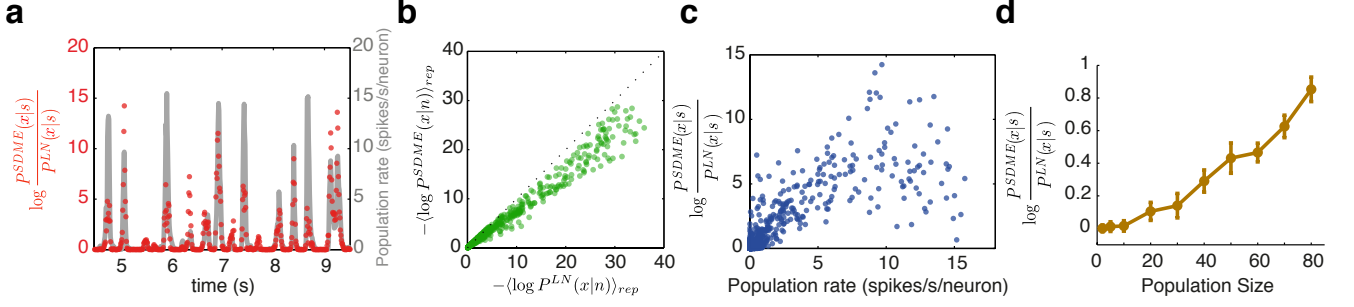 a
20
15
10
5
0
log P^{SDME}(x|s) / P^{LN}(x|s)
20
15
10
5
0
Population rate (spikes/s/neuron)
5 6 7 8 9
time (s)
b
40
30
20
10
0
−⟨log P^{SDME}(x|n)⟩_{rep}
0 10 20 30 40
−⟨log P^{LN}(x|n)⟩_{rep}
c
15
10
5
0
log P^{SDME}(x|s) / P^{LN}(x|s)
0 5 10 15
Population rate (spikes/s/neuron)
d
1
0.8
0.6
0.4
0.2
0
log P^{SDME}(x|s) / P^{LN}(x|s)
0 20 40 60 80
Population Size